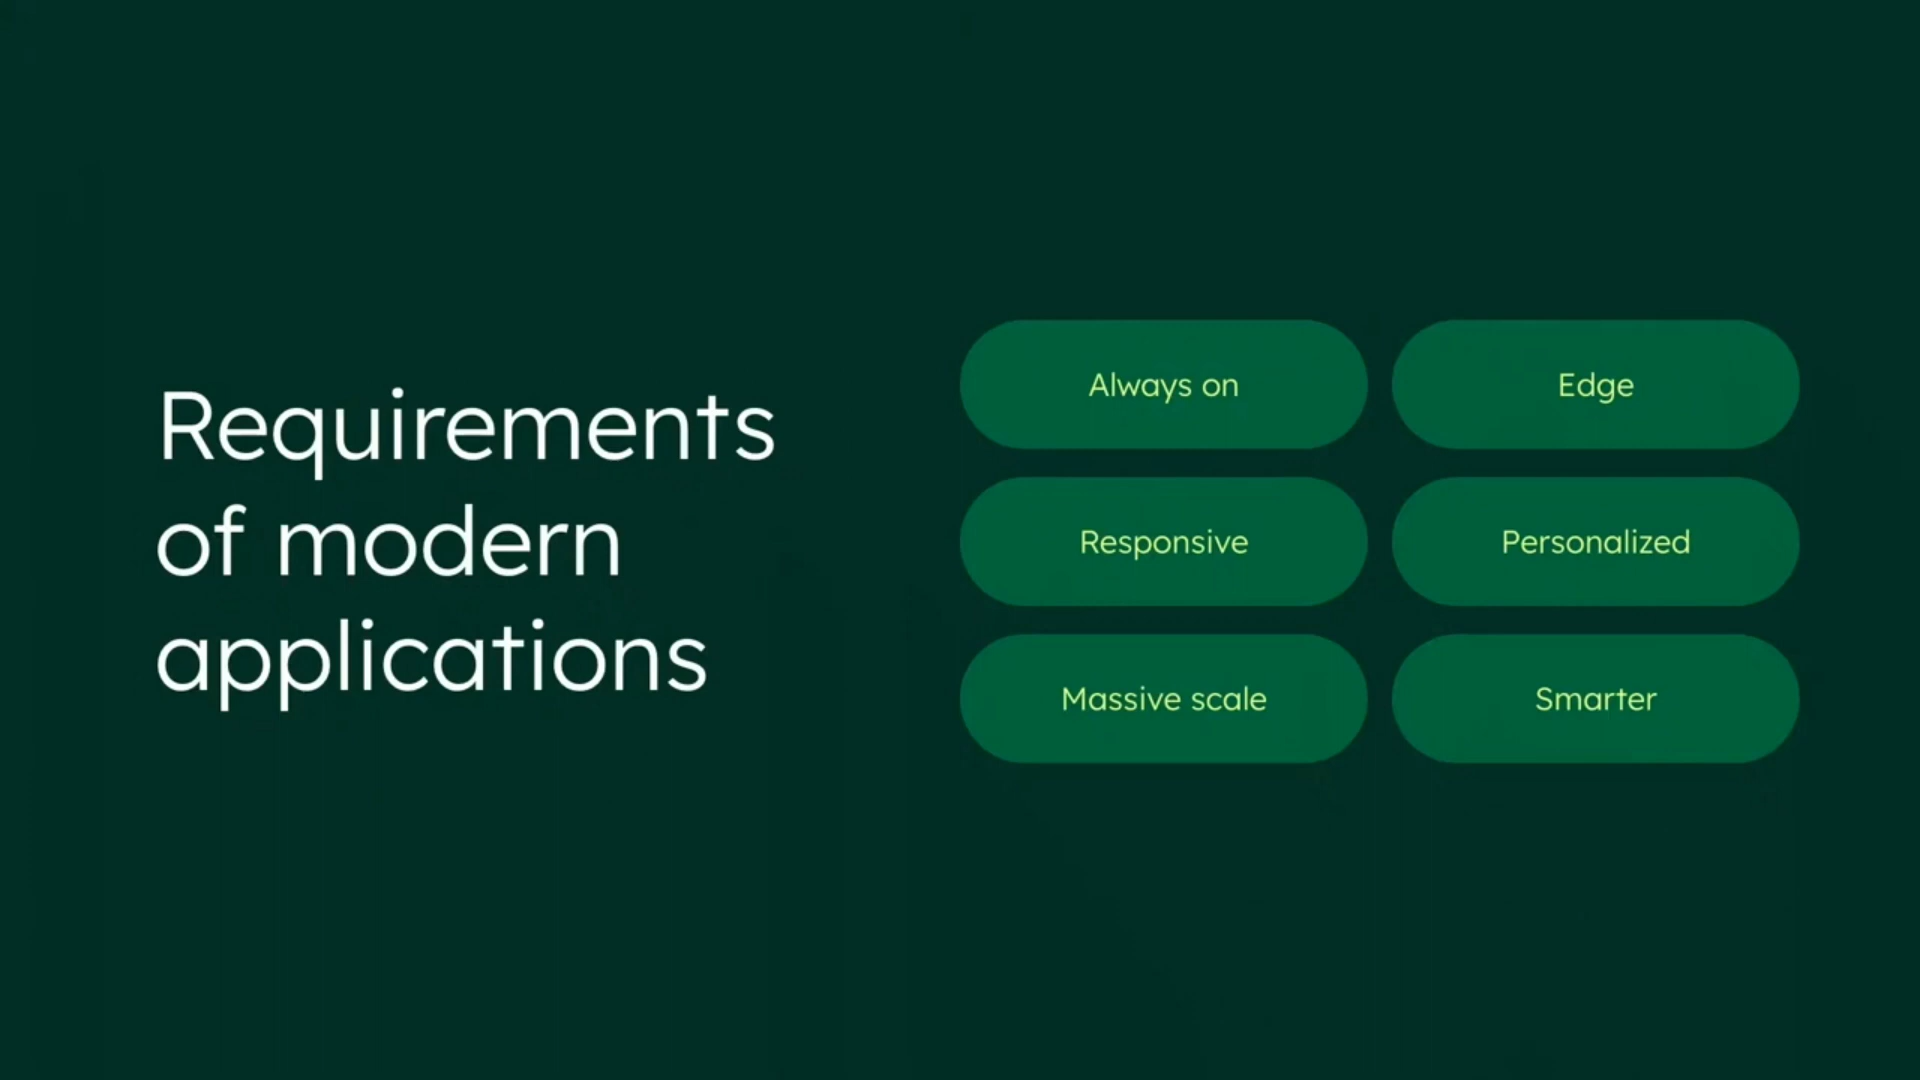 Requirements
of modern
applications
Always on
Edge
Responsive
Personalized
Massive scale
Smarter